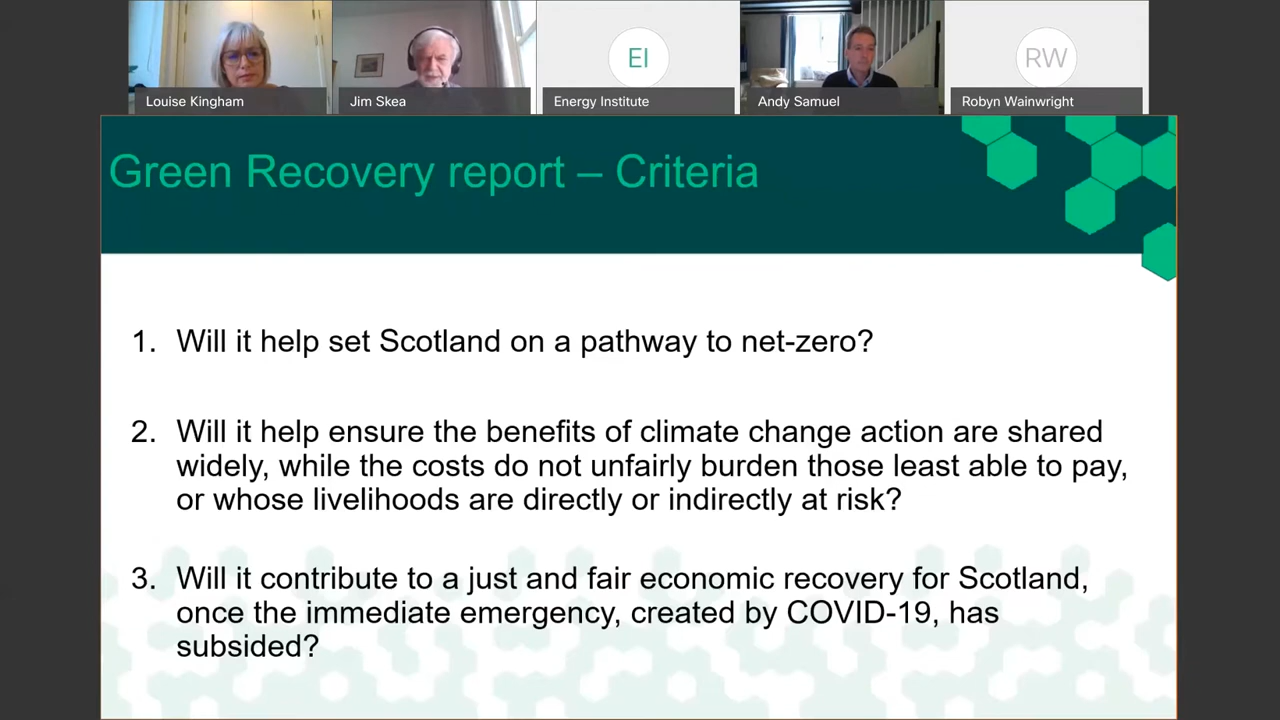 EI
RW
Louise Kingham
Jim Skea
Energy Institute
Andy Samuel
Robyn Wainwright
Green Recovery report – Criteria
1. Will it help set Scotland on a pathway to net-zero?
2. Will it help ensure the benefits of climate change action are shared
widely, while the costs do not unfairly burden those least able to pay,
or whose livelihoods are directly or indirectly at risk?
3. Will it contribute to a just and fair economic recovery for Scotland,
once the immediate emergency, created by COVID-19, has
subsided?